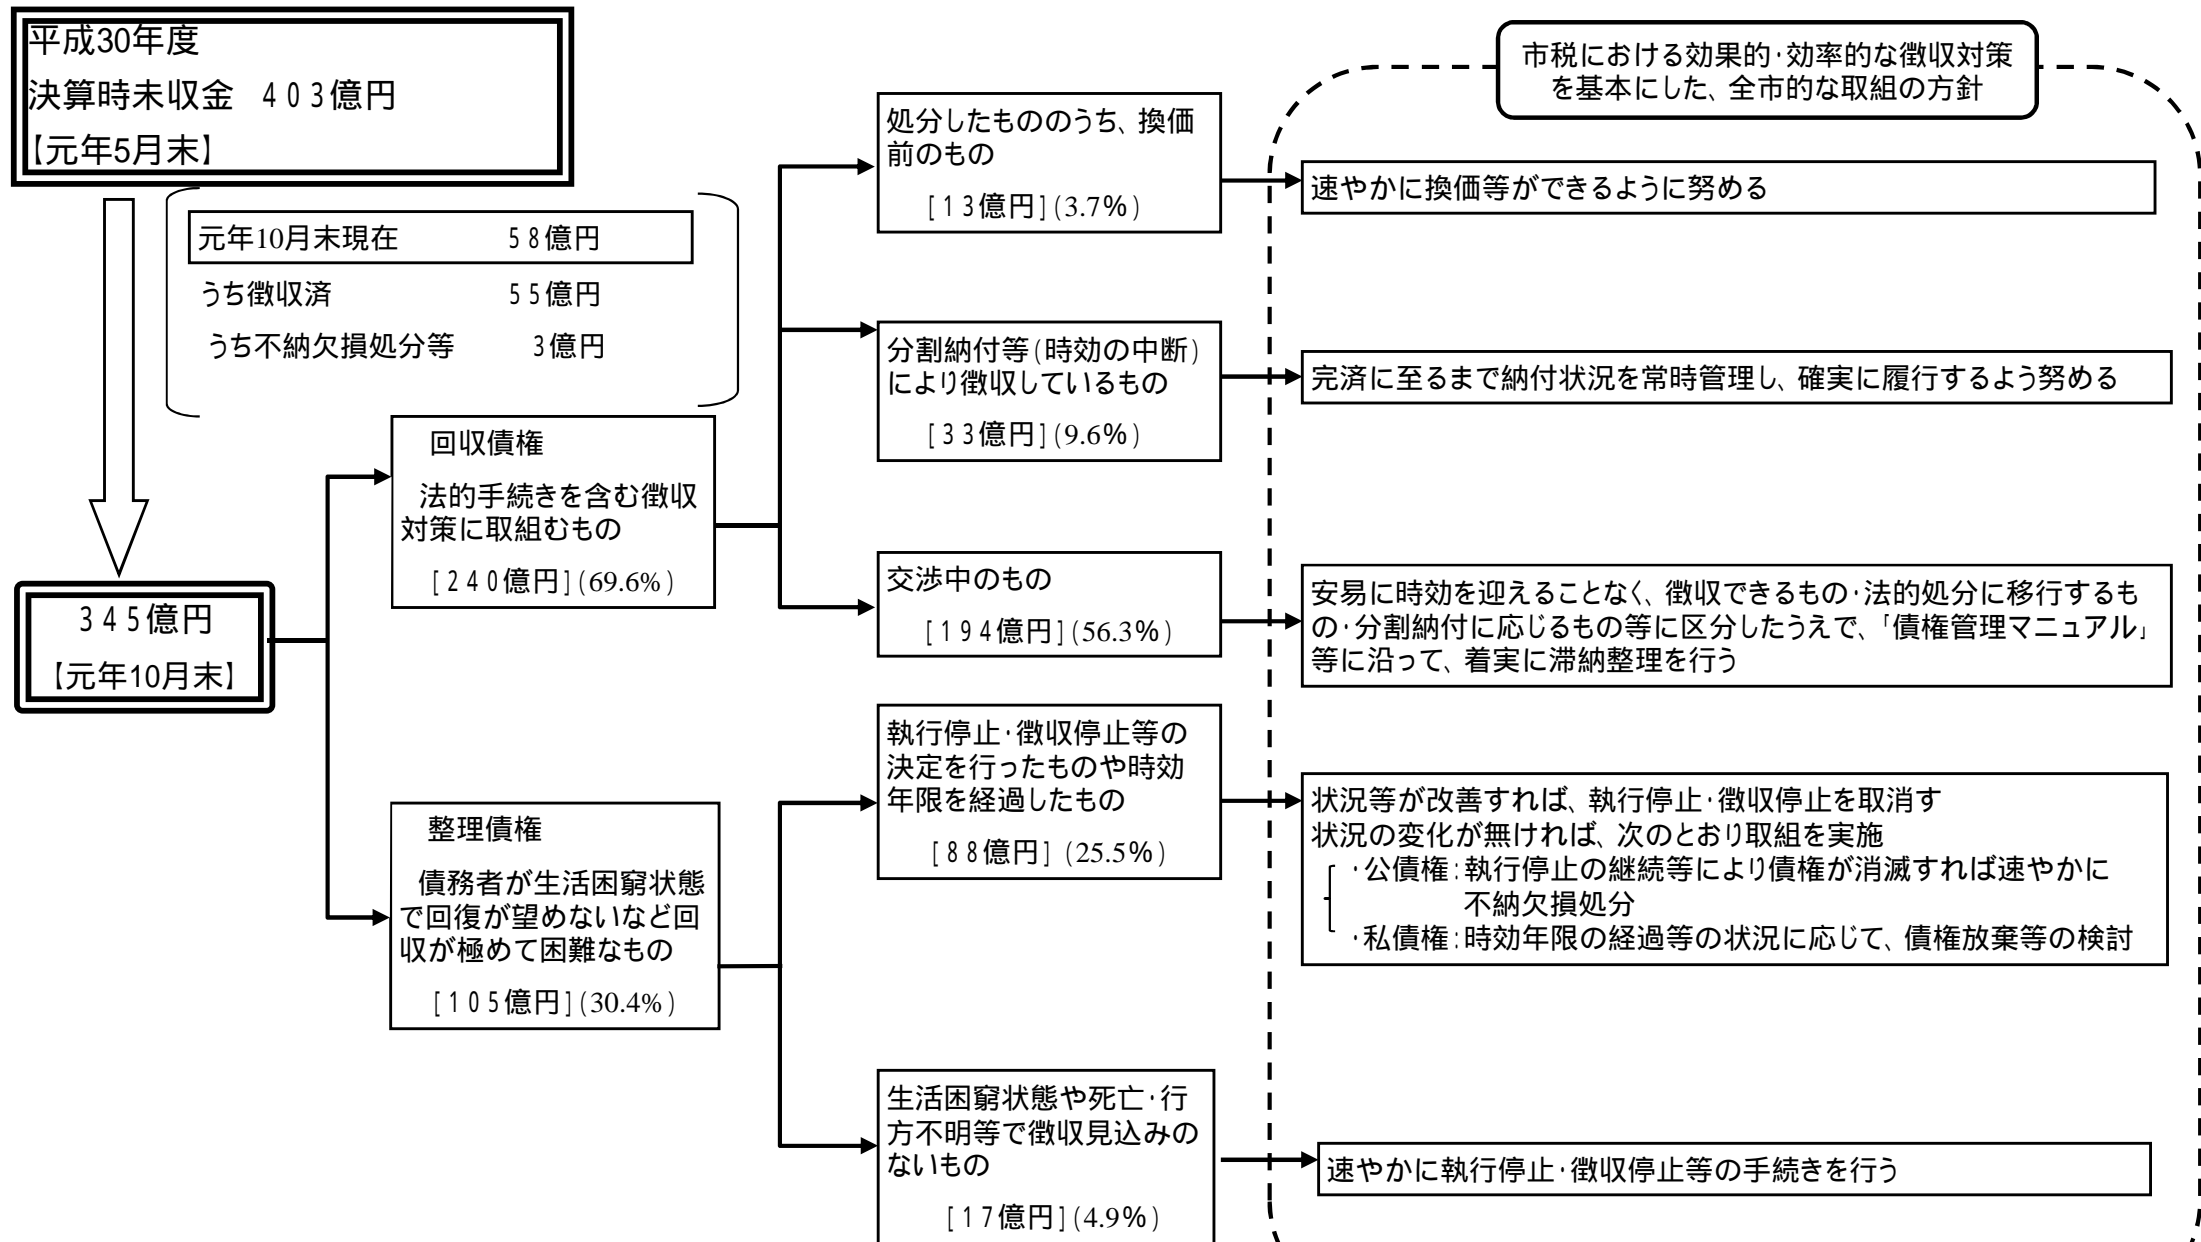 平成30年度
決算時未収金 403億円
【元年5月末】
元年10月末現在 58億円
うち徴収済 55億円
うち不納欠損処分等 3億円
345億円
【元年10月末】
回収債権
法的手続きを含む徴収
対策に取組むもの
[240億円](69.6%)
整理債権
債務者が生活困窮状態
で回復が望めないなど回
収が極めて困難なもの
[105億円](30.4%)
処分したもののうち、換価
前のもの
[13億円](3.7%)
分割納付等(時効の中断)
により徴収しているもの
[33億円](9.6%)
交渉中のもの
[194億円](56.3%)
執行停止・徴収停止等の
決定を行ったものや時効
年限を経過したもの
[88億円] (25.5%)
生活困窮状態や死亡・行
方不明等で徴収見込みの
ないもの
[17億円](4.9%)
市税における効果的・効率的な徴収対策
を基本にした、全市的な取組の方針
速やかに換価等ができるように努める
完済に至るまで納付状況を常時管理し、確実に履行するよう努める
安易に時効を迎えることなく、徴収できるもの・法的処分に移行するも
の・分割納付に応じるもの等に区分したうえで、「債権管理マニュアル」
等に沿って、着実に滞納整理を行う
状況等が改善すれば、執行停止・徴収停止を取消す
状況の変化が無ければ、次のとおり取組を実施
・公債権:執行停止の継続等により債権が消滅すれば速やかに
不納欠損処分
・私債権:時効年限の経過等の状況に応じて、債権放棄等の検討
速やかに執行停止・徴収停止等の手続きを行う